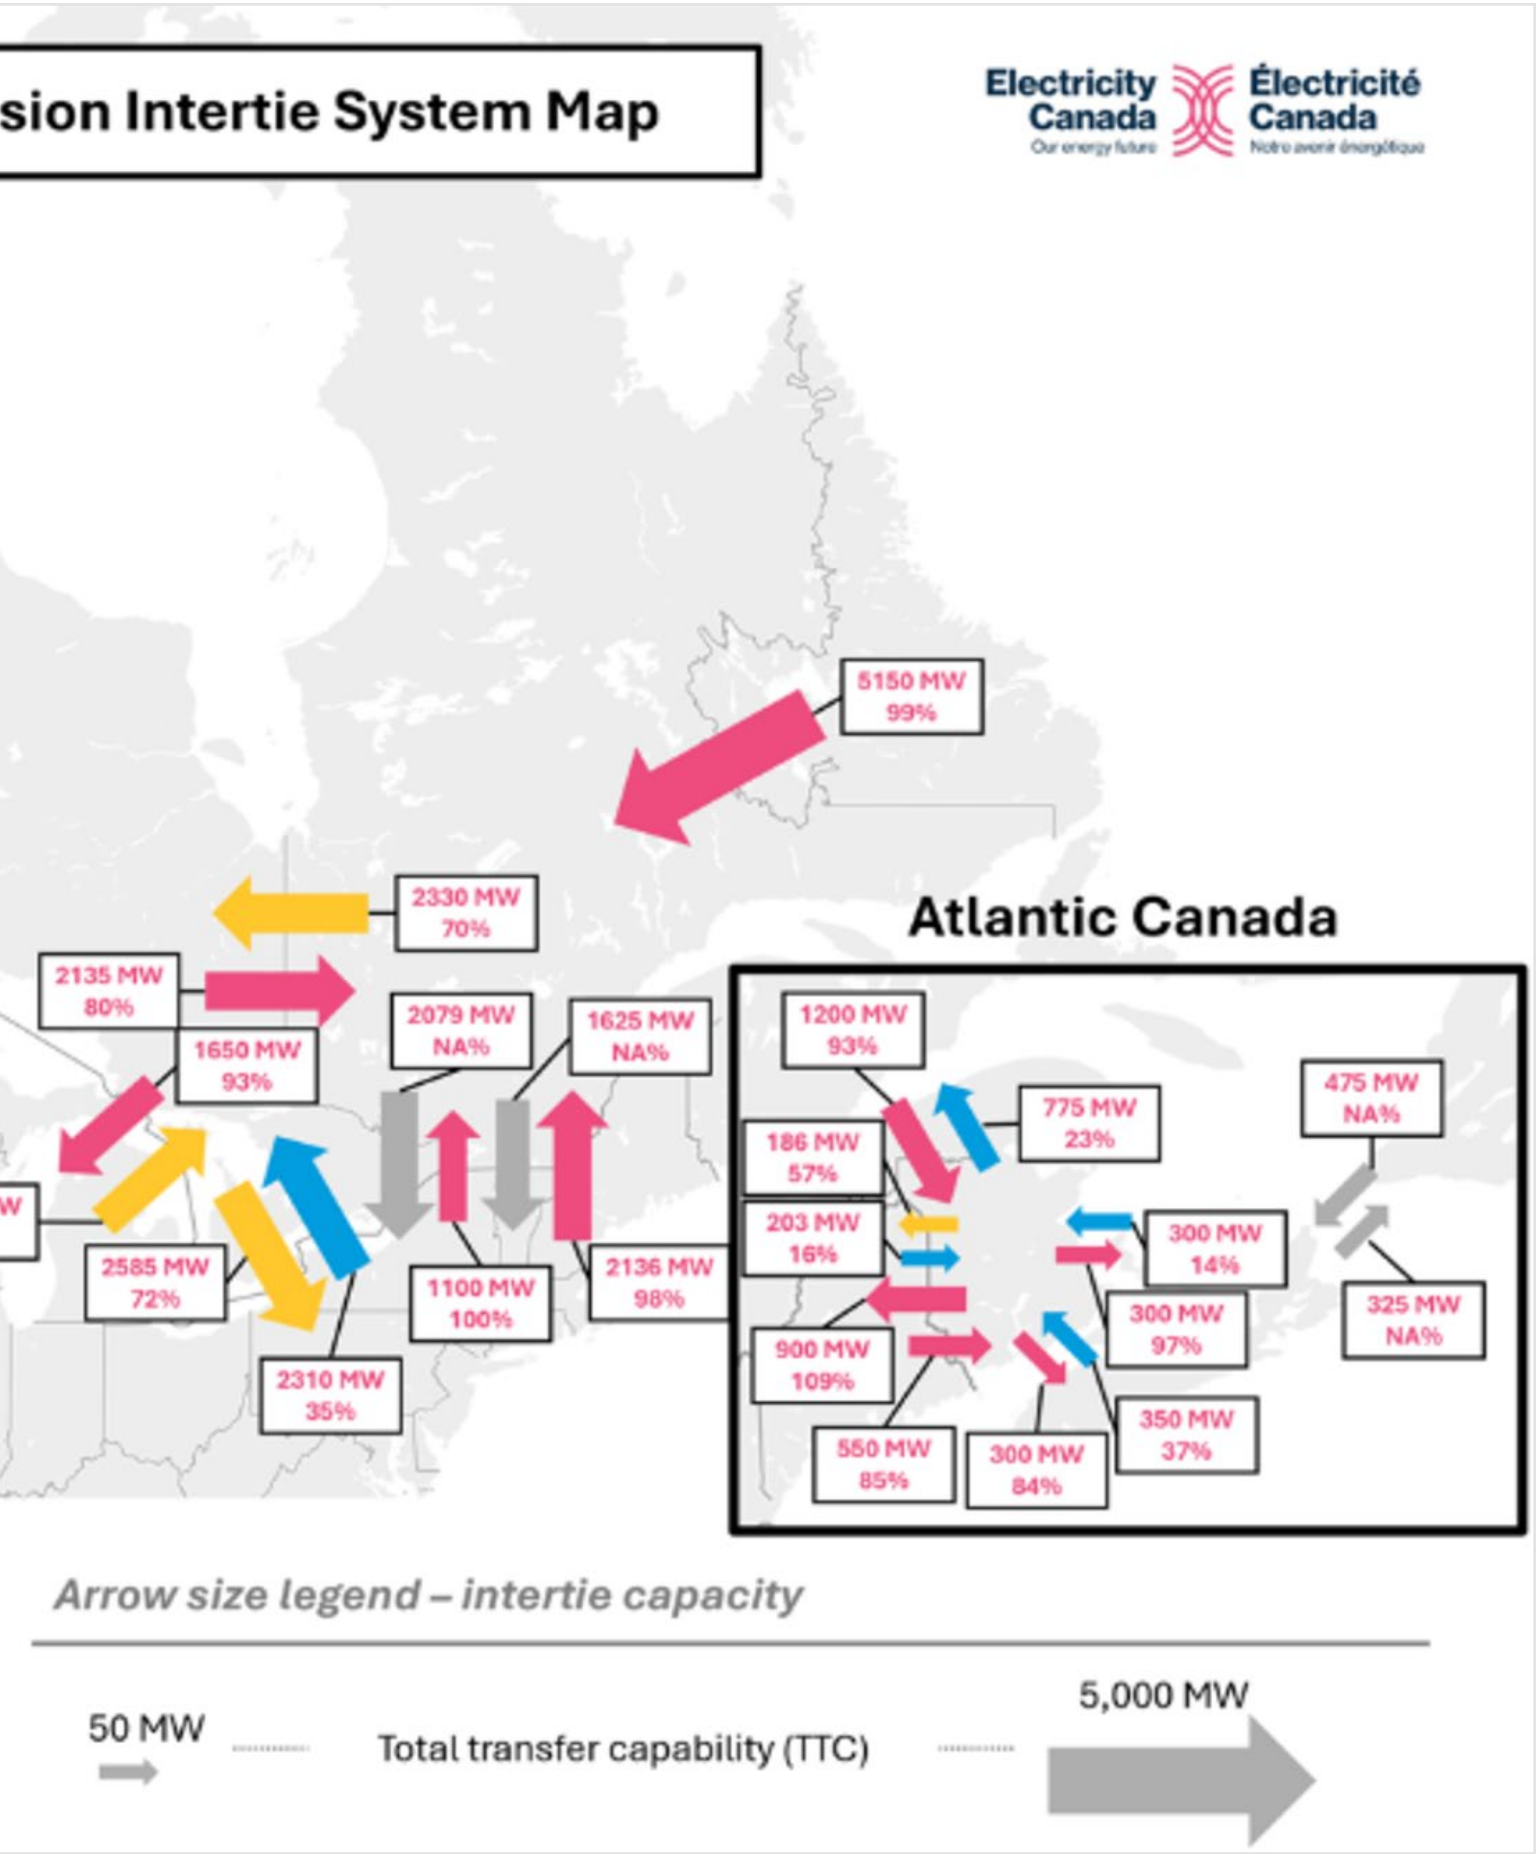 sion Intertie System Map
Electricity
Canada
Our energy future
Électricité
Canada
Notre avenir énergétique
5150 MW
99%
2330 MW
70%
2135 MW
80%
1650 MW
93%
2079 MW
NA%
1625 MW
NA%
W
2585 MW
72%
2310 MW
35%
1100 MW
100%
2136 MW
98%
Atlantic Canada
1200 MW
93%
775 MW
23%
475 MW
NA%
186 MW
57%
203 MW
16%
300 MW
14%
300 MW
97%
325 MW
NA%
900 MW
109%
550 MW
85%
300 MW
84%
350 MW
37%
Arrow size legend – intertie capacity
50 MW
Total transfer capability (TTC)
5,000 MW